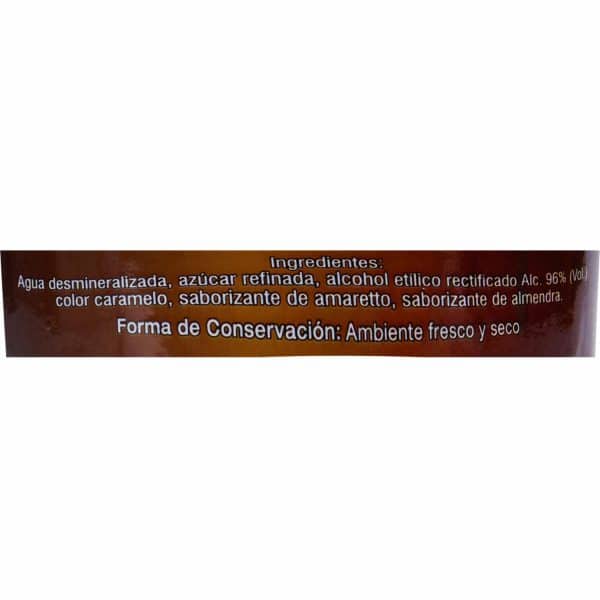 Ingredientes:
Agua desmineralizada, azúcar refinada, alcohol etílico rectificado Alc. 96% (Vol.)
color caramelo, saborizante de amaretto, saborizante de almendra.
Forma de Conservación: Ambiente fresco y seco